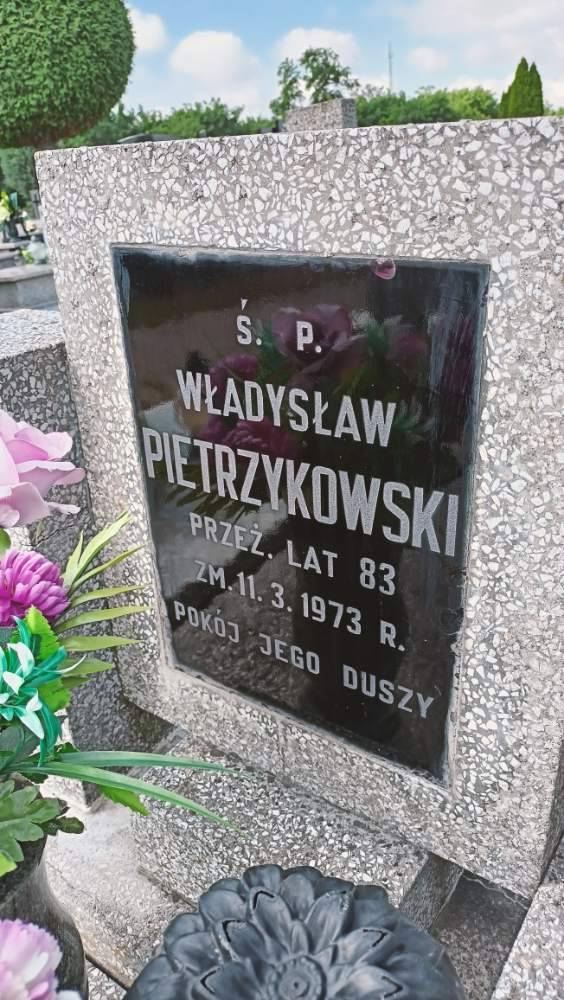 Ś. P.
WŁADYSŁAW
PIETRZYKOWSKI
PRZEŻ. LAT 83
ZM. 11. 3. 1973 R.
POKÓJ JEGO DUSZY